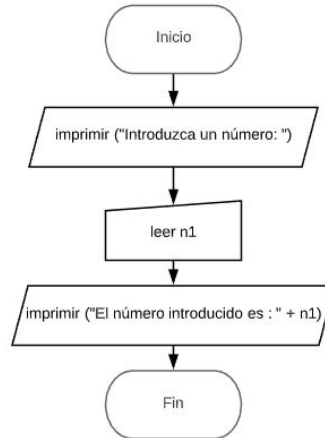 Inicio
imprimir ("Introduzca un número: ")
leer n1
imprimir ("El número introducido es : " + n1)
Fin